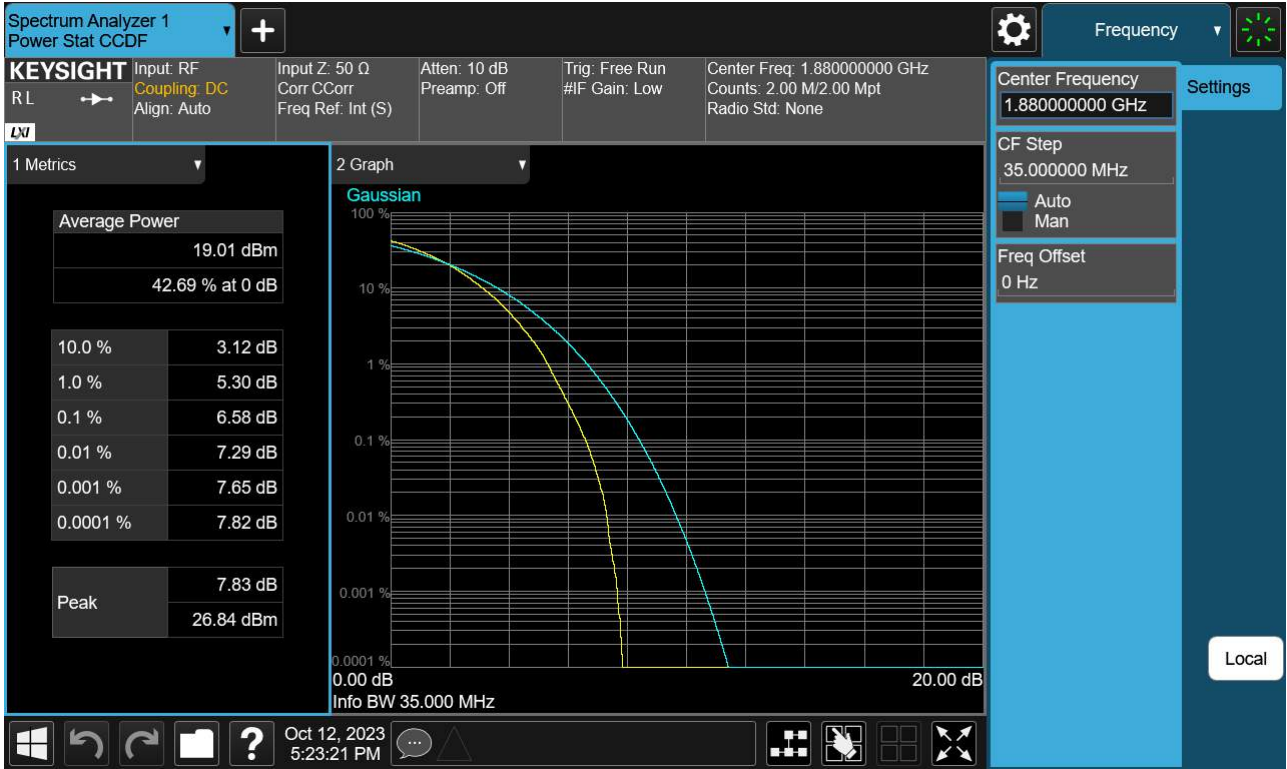 Spectrum Analyzer 1
Power Stat CCDF
Frequency
KEYSIGHT
RL
LXI
Input: RF
Coupling: DC
Align: Auto
Input Z: 50 Ω
Corr CCorr
Freq Ref: Int (S)
Atten: 10 dB
Preamp: Off
Trig: Free Run
#IF Gain: Low
Center Freq: 1.880000000 GHz
Counts: 2.00 M/2.00 Mpt
Radio Std: None
1 Metrics
Average Power
19.01 dBm
42.69 % at 0 dB
10.0 % 3.12 dB
1.0 % 5.30 dB
0.1 % 6.58 dB
0.01 % 7.29 dB
0.001 % 7.65 dB
0.0001 % 7.82 dB
Peak
7.83 dB
26.84 dBm
2 Graph
Gaussian
100 %
10 %
1 %
0.1 %
0.01 %
0.001 %
0.0001 %
0.00 dB 20.00 dB
Info BW 35.000 MHz
Center Frequency
1.880000000 GHz
CF Step
35.000000 MHz
Auto
Man
Freq Offset
0 Hz
Settings
Local
?
Oct 12, 2023
5:23:21 PM